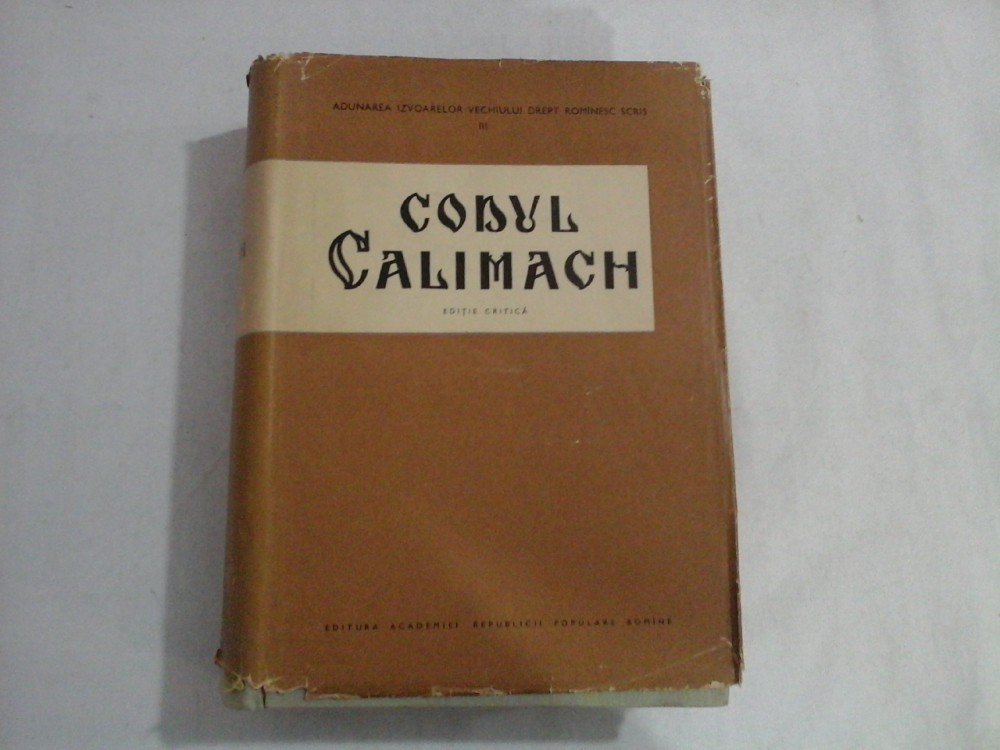 ADUNAREA IZVOARELOR VECHIULUI DREPT ROMÎNESC SCRIS
III
CODUL
CALIMACH
EDIȚIE CRITICĂ
EDITURA ACADEMIEI REPUBLICII POPULARE ROMÎNE